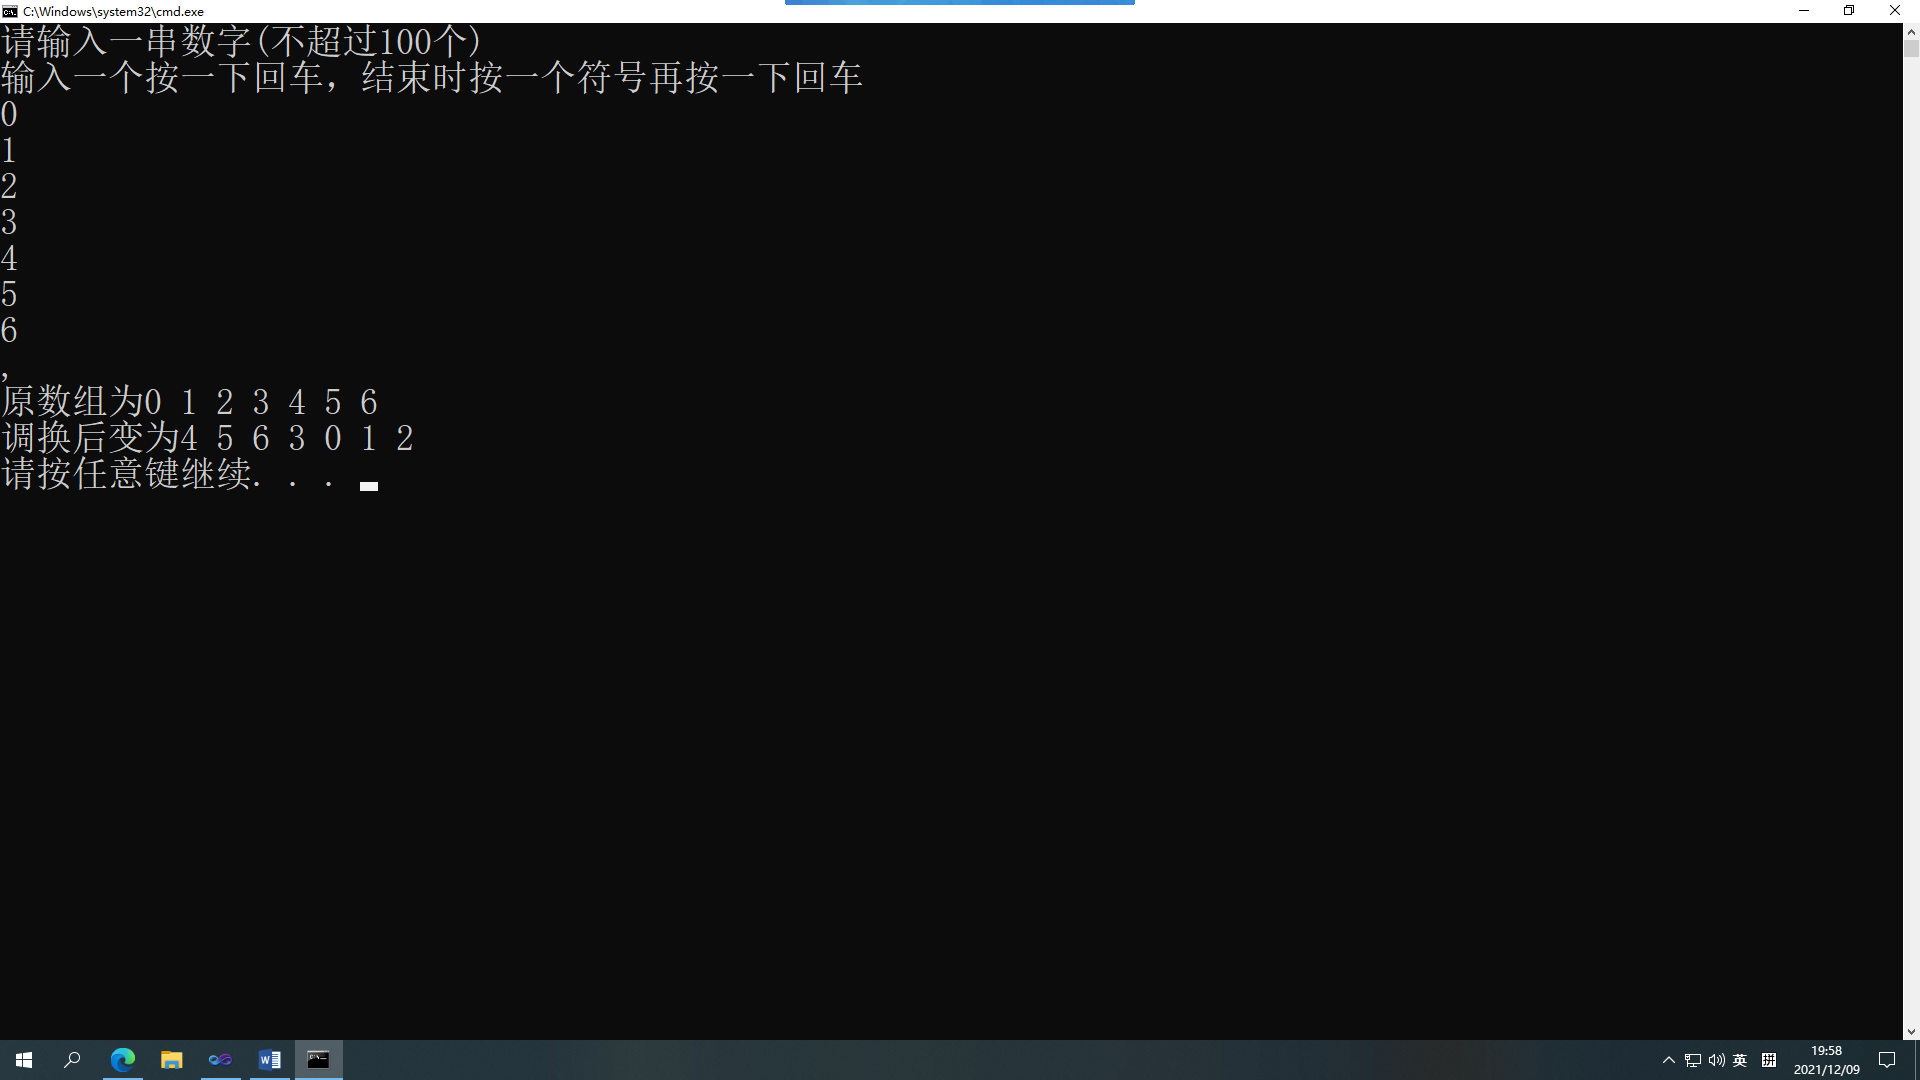 C:\Windows\system32\cmd.exe
请输入一串数字(不超过100个)
输入一个按一下回车，结束时按一个符号再按一下回车
0
1
2
3
4
5
6
,
原数组为0 1 2 3 4 5 6
调换后变为4 5 6 3 0 1 2
请按任意键继续. . .
英
拼
19:58
2021/12/09